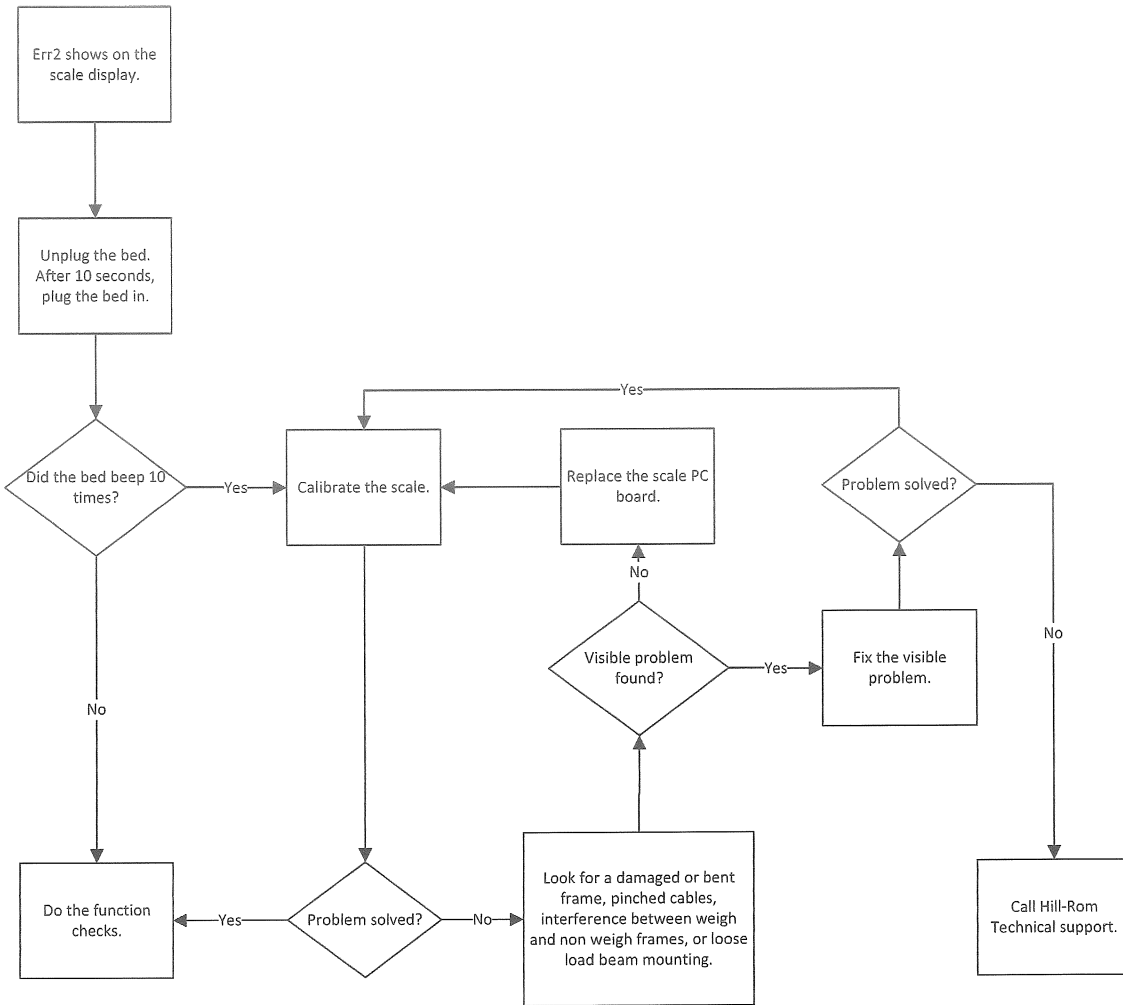 Err2 shows on the
scale display.
Unplug the bed.
After 10 seconds,
plug the bed in.
Did the bed beep 10
times?
Yes
No
Calibrate the scale.
Replace the scale PC
board.
Yes
Problem solved?
No
Visible problem
found?
Yes
Fix the visible
problem.
No
Do the function
checks.
Yes
Problem solved?
No
Look for a damaged or bent
frame, pinched cables,
interference between weigh
and non weigh frames, or loose
load beam mounting.
Call Hill-Rom
Technical support.